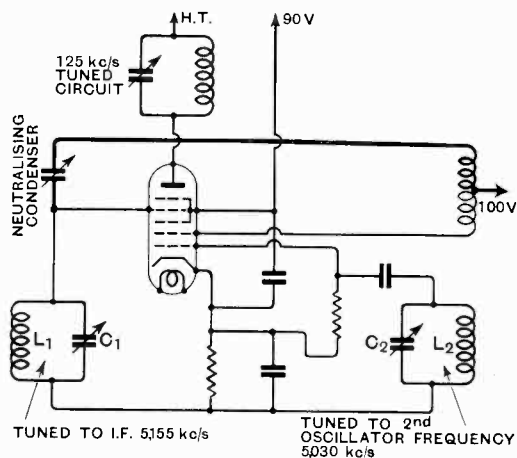 H.T.
90 V
125 kc/s
TUNED
CIRCUIT
NEUTRALISING
CONDENSER
100V
L1
C1
C2
L2
TUNED TO I.F. 5,155 kc/s
TUNED TO 2nd
OSCILLATOR FREQUENCY
5,030 kc/s